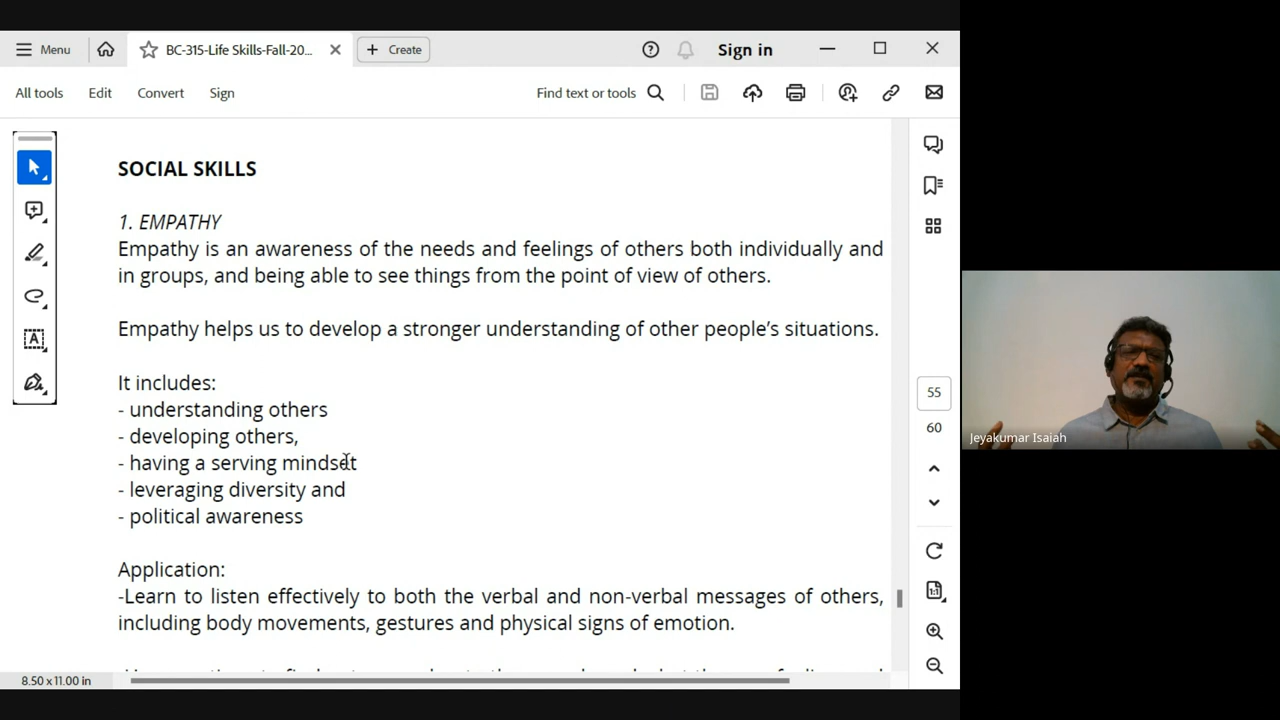 Menu
BC-315-Life Skills-Fall-20...
Create
Sign in
All tools
Edit
Convert
Sign
Find text or tools
SOCIAL SKILLS
1. EMPATHY
Empathy is an awareness of the needs and feelings of others both individually and
in groups, and being able to see things from the point of view of others.
Empathy helps us to develop a stronger understanding of other people's situations.
It includes:
- understanding others
- developing others,
- having a serving mindset
- leveraging diversity and
- political awareness
Application:
-Learn to listen effectively to both the verbal and non-verbal messages of others,
including body movements, gestures and physical signs of emotion.
55
60
1:1
8.50 x 11.00 in
Jeyakumar Isaiah